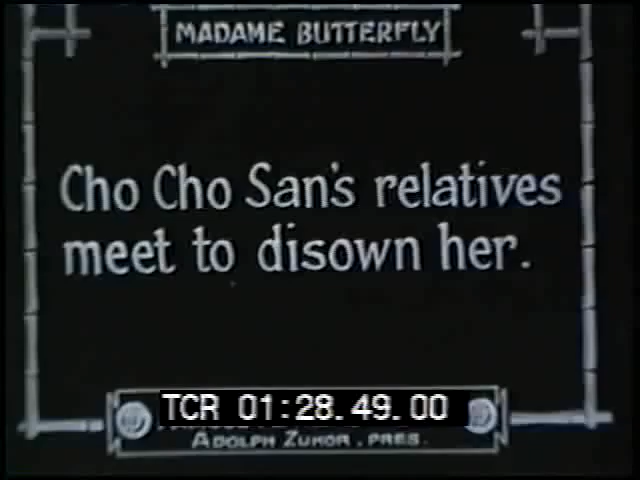 MADAME BUTTERFLY
Cho Cho San's relatives
meet to disown her.
TCR 01:28.49.00
ADOLPH ZUKOR, PRES.